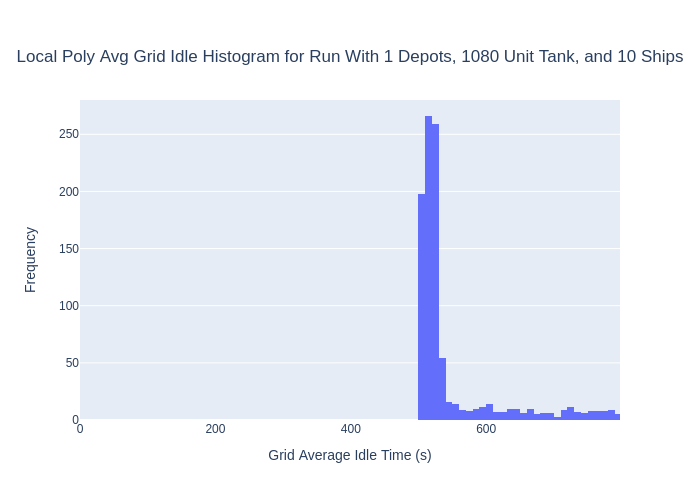 Local Poly Avg Grid Idle Histogram for Run With 1 Depots, 1080 Unit Tank, and 10 Ships
250
200
150
100
50
0
0 200 400 600
Frequency
Grid Average Idle Time (s)